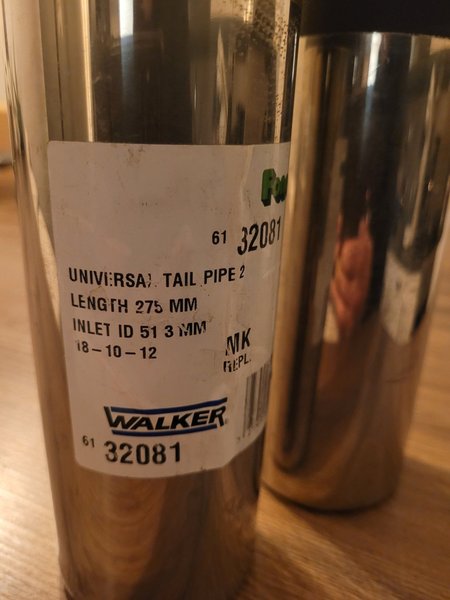 61 32081
UNIVERSAL TAIL PIPE 2
LENGTH 275 MM
INLET ID 51 3 MM
18-10-12
MK
REPL.
WALKER
61 32081